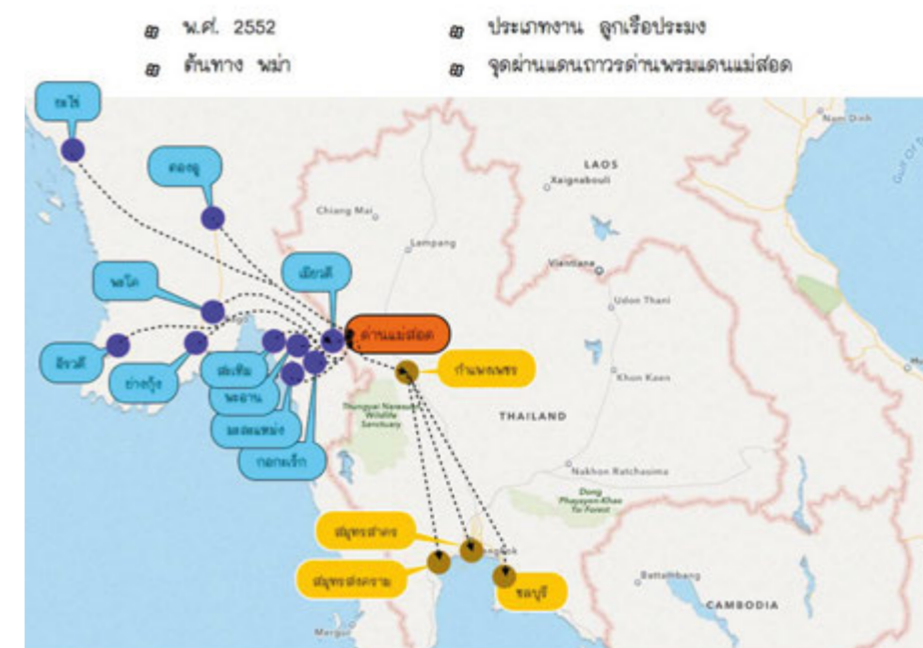 พ.ศ. 2552
ประเภทงาน ลูกเรือประมง
ต้นทาง พม่า
จุดผ่านแดนถาวรด่านพรมแดนแม่สอด
ยะไข่
Nam Dinh
ตองอู
LAOS
Xaignabouli
Chiang Mai
Lampang
เมียวดี
Vientiane
พะโค
Udon Thani
ด่านแม่สอด
อิรวดี
ย่างกุ้ง
สะเทิม
กำแพงเพชร
พะอาน
Khon Kaen
Thungyai Naresuan
Wildlife
Sanctuary
มะละแหม่ง
THAILAND
กอกะเร็ก
Nakhon Ratchasima
Dong
Phayayen-Khao
Yai Forest
สมุทรสาคร
สมุทรสงคราม
ชลบุรี
Battambang
CAMBODIA
Mergui